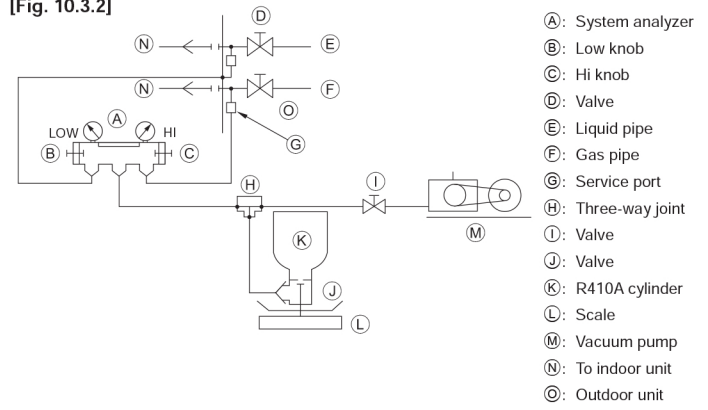 [Fig. 10.3.2]
Ⓓ
Ⓝ Ⓔ
Ⓝ Ⓕ
Ⓐ Ⓞ
LOW HI
Ⓖ
Ⓑ Ⓒ
Ⓗ Ⓘ
Ⓚ Ⓜ
Ⓙ
Ⓛ
Ⓐ: System analyzer
Ⓑ: Low knob
Ⓒ: Hi knob
Ⓓ: Valve
Ⓔ: Liquid pipe
Ⓕ: Gas pipe
Ⓖ: Service port
Ⓗ: Three-way joint
Ⓘ: Valve
Ⓙ: Valve
Ⓚ: R410A cylinder
Ⓛ: Scale
Ⓜ: Vacuum pump
Ⓝ: To indoor unit
Ⓞ: Outdoor unit